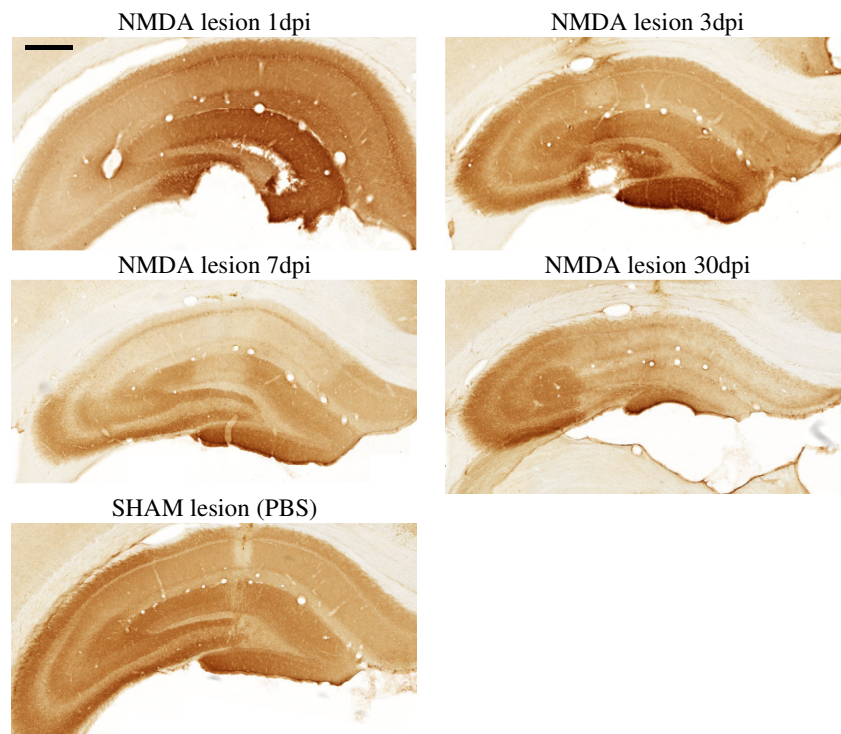 NMDA lesion 1dpi
NMDA lesion 3dpi
NMDA lesion 7dpi
NMDA lesion 30dpi
SHAM lesion (PBS)